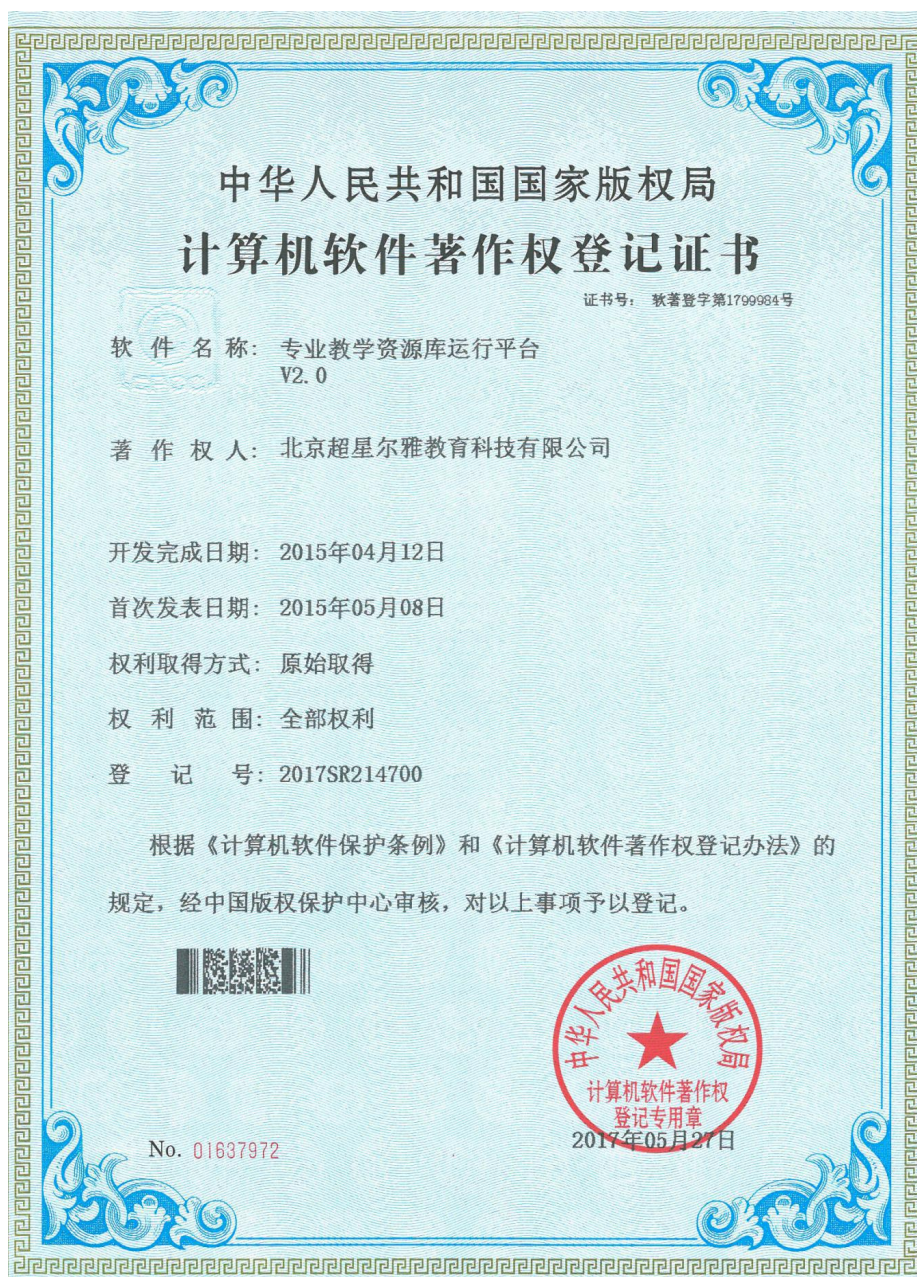 中华人民共和国国家版权局
计算机软件著作权登记证书
证书号： 软著登字第1799984号
软件名称： 专业教学资源库运行平台
V2.0
著作权人： 北京超星尔雅教育科技有限公司
开发完成日期： 2015年04月12日
首次发表日期： 2015年05月08日
权利取得方式： 原始取得
权利范围： 全部权利
登记号： 2017SR214700
根据《计算机软件保护条例》和《计算机软件著作权登记办法》的
规定，经中国版权保护中心审核，对以上事项予以登记。
中华人民共和国国家版权局
计算机软件著作权
登记专用章
2017年05月27日
No. 01637972